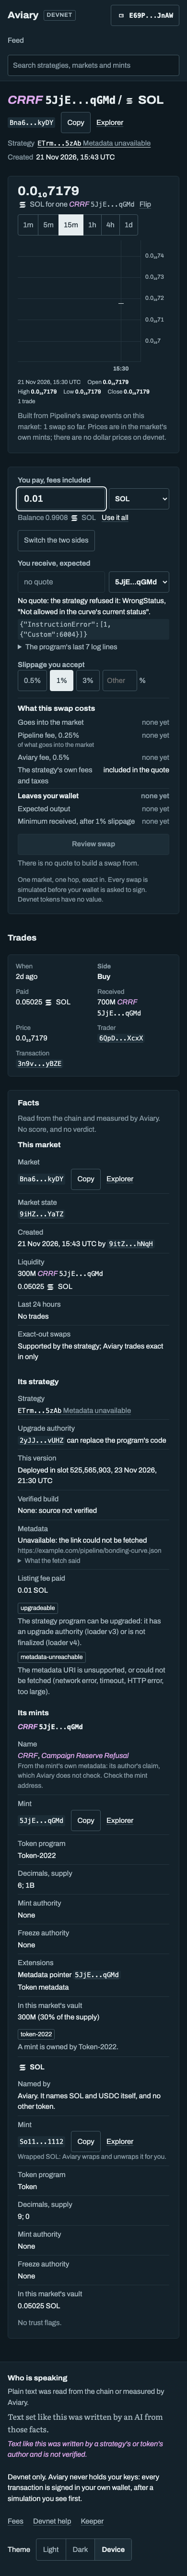 Aviary DEVNET E69P...JnAW
Feed
Search strategies, markets and mints
CRRF 5JjE...qGMd / SOL
Bna6...kyDY Copy Explorer
Strategy ETrm...5zAb Metadata unavailable
Created 21 Nov 2026, 15:43 UTC
0.0₁₀7179
SOL for one CRRF 5JjE...qGMd Flip
1m 5m 15m 1h 4h 1d
0.0₁₀74
0.0₁₀73
0.0₁₀72
0.0₁₀71
0.0₁₀7
15:30
21 Nov 2026, 15:30 UTC Open 0.0₁₀7179
High 0.0₁₀7179 Low 0.0₁₀7179 Close 0.0₁₀7179
1 trade
Built from Pipeline's swap events on this
market: 1 swap so far. Prices are in the market's
own mints; there are no dollar prices on devnet.
You pay, fees included
0.01 SOL
Balance 0.9908 SOL Use it all
Switch the two sides
You receive, expected
no quote 5JjE...qGMd
No quote: the strategy refused it: WrongStatus,
"Not allowed in the curve's current status".
{"InstructionError":[1,
{"Custom":6004}]}
The program's last 7 log lines
Slippage you accept
0.5% 1% 3% Other %
What this swap costs
Goes into the market none yet
Pipeline fee, 0.25% none yet
of what goes into the market
Aviary fee, 0.5% none yet
The strategy's own fees included in the quote
and taxes
Leaves your wallet none yet
Expected output none yet
Minimum received, after 1% slippage none yet
Review swap
There is no quote to build a swap from.
One market, one hop, exact in. Every swap is
simulated before your wallet is asked to sign.
Devnet tokens have no value.
Trades
When Side
2d ago Buy
Paid Received
0.05025 SOL 700M CRRF
5JjE...qGMd
Price Trader
0.0₁₀7179 6QpD...XcxX
Transaction
3n9v...yBZE
Facts
Read from the chain and measured by Aviary.
No score, and no verdict.
This market
Market
Bna6...kyDY Copy Explorer
Market state
9iHZ...YaTZ
Created
21 Nov 2026, 15:43 UTC by 9itZ...hNqH
Liquidity
300M CRRF 5JjE...qGMd
0.05025 SOL
Last 24 hours
No trades
Exact-out swaps
Supported by the strategy; Aviary trades exact
in only
Its strategy
Strategy
ETrm...5zAb Metadata unavailable
Upgrade authority
2yJJ...vUHZ can replace the program's code
This version
Deployed in slot 525,565,903, 23 Nov 2026,
21:30 UTC
Verified build
None: source not verified
Metadata
Unavailable: the link could not be fetched
https://example.com/pipeline/bonding-curve.json
What the fetch said
Listing fee paid
0.01 SOL
upgradeable
The strategy program can be upgraded: it has
an upgrade authority (loader v3) or is not
finalized (loader v4).
metadata-unreachable
The metadata URI is unsupported, or could not
be fetched (network error, timeout, HTTP error,
too large).
Its mints
CRRF 5JjE...qGMd
Name
CRRF, Campaign Reserve Refusal
From the mint's own metadata: its author's claim,
which Aviary does not check. Check the mint
address.
Mint
5JjE...qGMd Copy Explorer
Token program
Token-2022
Decimals, supply
6; 1B
Mint authority
None
Freeze authority
None
Extensions
Metadata pointer 5JjE...qGMd
Token metadata
In this market's vault
300M (30% of the supply)
token-2022
A mint is owned by Token-2022.
SOL
Named by
Aviary. It names SOL and USDC itself, and no
other token.
Mint
So11...1112 Copy Explorer
Wrapped SOL: Aviary wraps and unwraps it for you.
Token program
Token
Decimals, supply
9; 0
Mint authority
None
Freeze authority
None
In this market's vault
0.05025 SOL
No trust flags.
Who is speaking
Plain text was read from the chain or measured by
Aviary.
Text set like this was written by an AI from
those facts.
Text like this was written by a strategy's or token's
author and is not verified.
Devnet only. Aviary never holds your keys: every
transaction is signed in your own wallet, after a
simulation you see first.
Fees Devnet help Keeper
Theme Light Dark Device